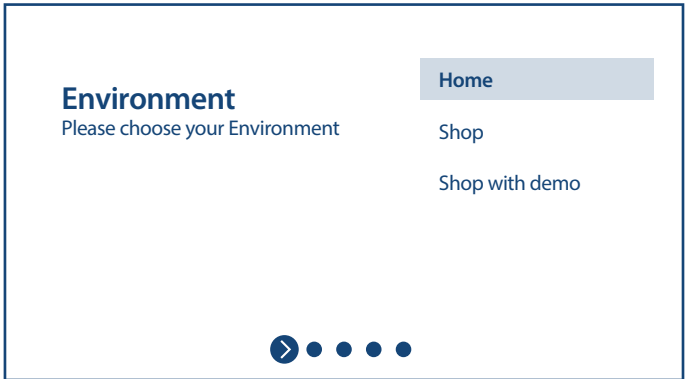 Environment
Please choose your Environment
Home
Shop
Shop with demo